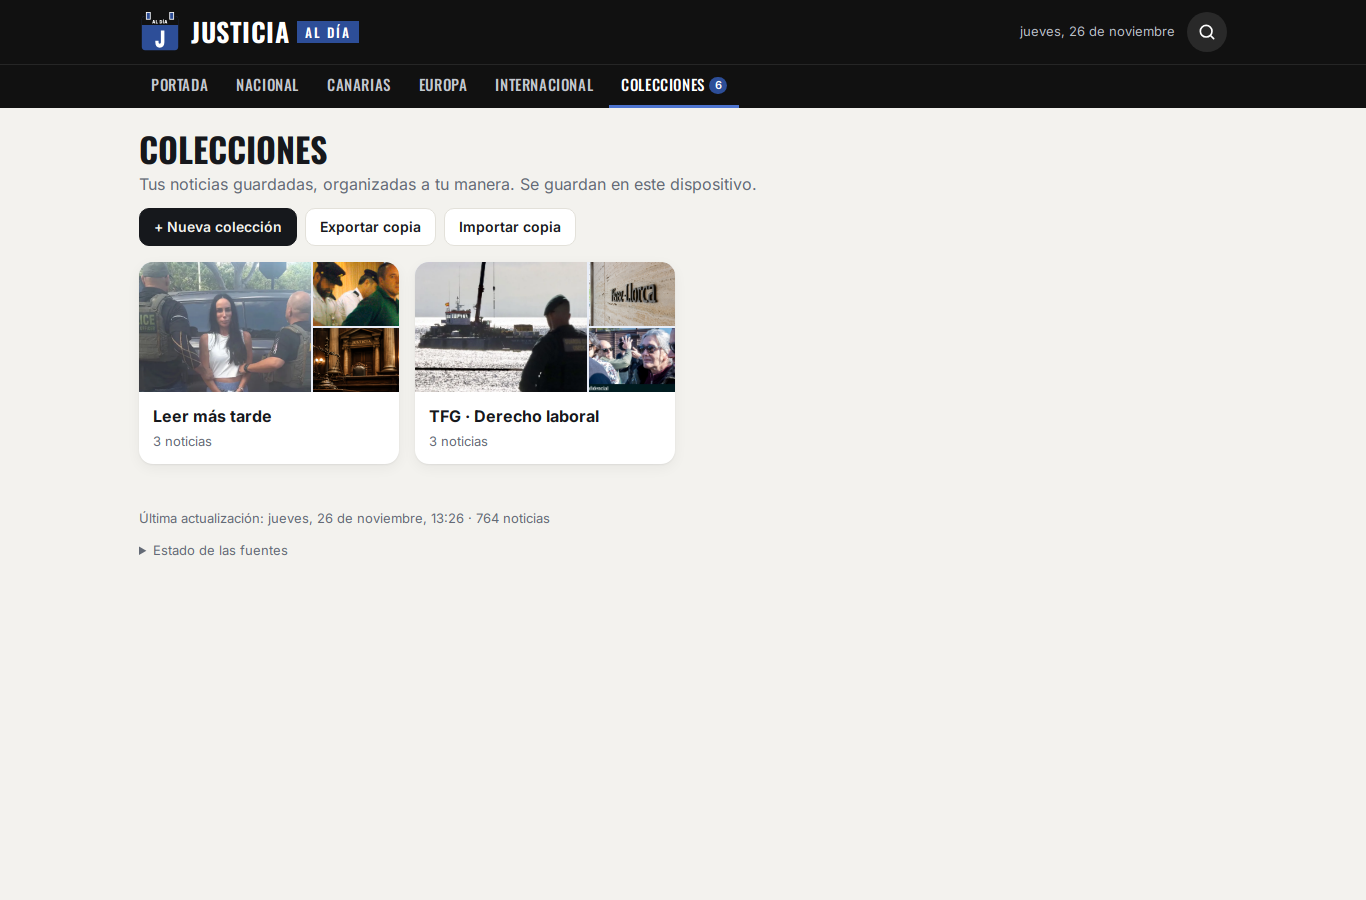 AL DÍA
J
JUSTICIA AL DÍA
jueves, 26 de noviembre
PORTADA NACIONAL CANARIAS EUROPA INTERNACIONAL COLECCIONES 6
COLECCIONES
Tus noticias guardadas, organizadas a tu manera. Se guardan en este dispositivo.
+ Nueva colección Exportar copia Importar copia
ICE
Leer más tarde
3 noticias
TFG · Derecho laboral
3 noticias
Última actualización: jueves, 26 de noviembre, 13:26 · 764 noticias
Estado de las fuentes